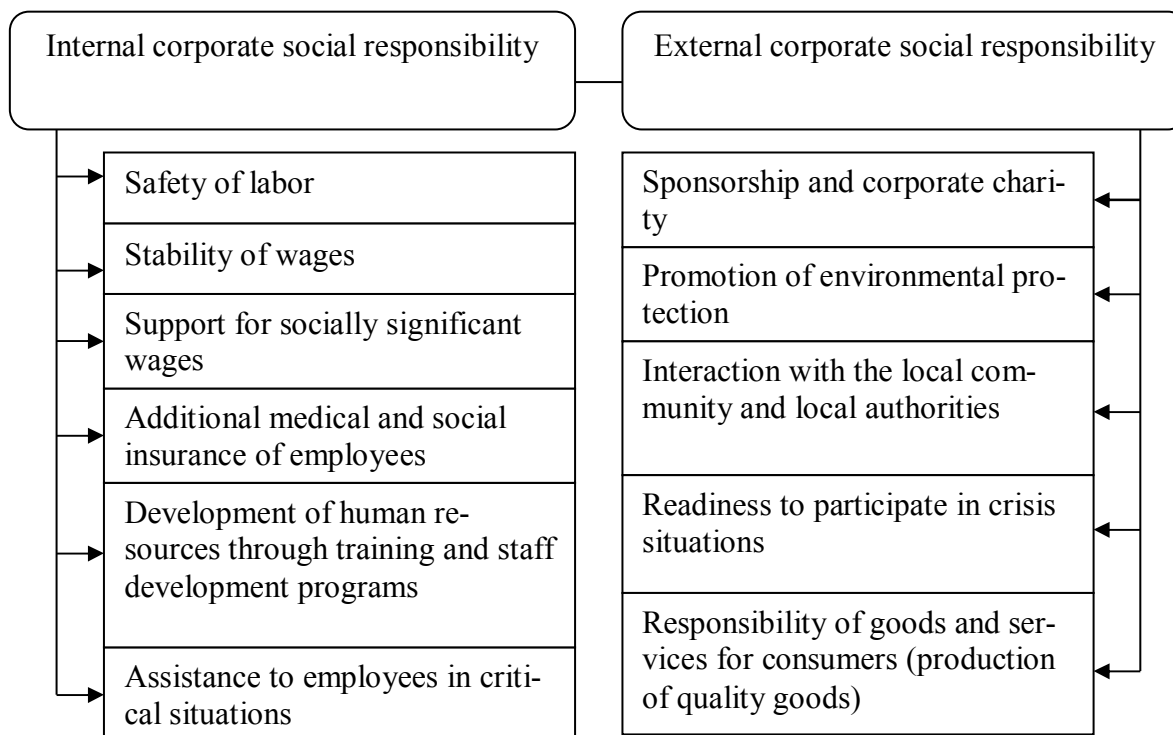 Internal corporate social responsibility
External corporate social responsibility
Safety of labor
Stability of wages
Support for socially significant
wages
Additional medical and social
insurance of employees
Development of human re-
sources through training and staff
development programs
Assistance to employees in criti-
cal situations
Sponsorship and corporate chari-
ty
Promotion of environmental pro-
tection
Interaction with the local com-
munity and local authorities
Readiness to participate in crisis
situations
Responsibility of goods and ser-
vices for consumers (production
of quality goods)